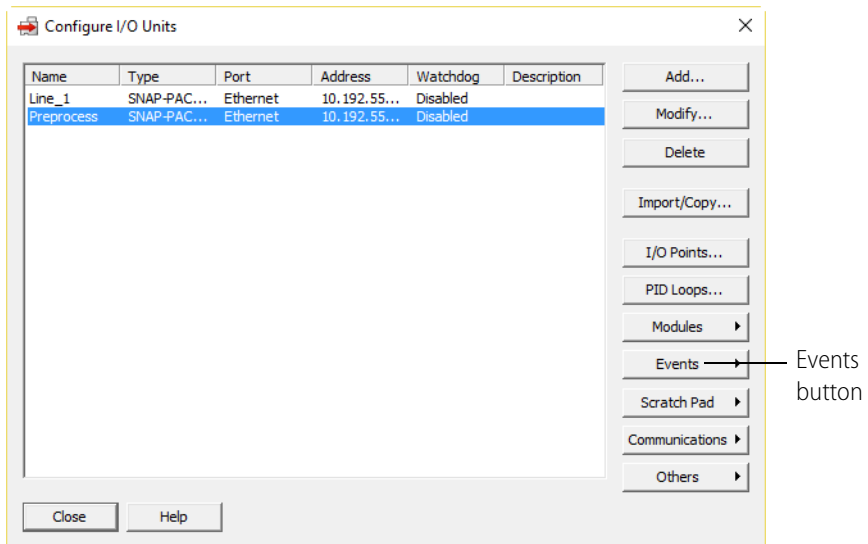 Configure I/O Units
Name Type Port Address Watchdog Description
Line_1 SNAP-PAC... Ethernet 10.192.55... Disabled
Preprocess SNAP-PAC... Ethernet 10.192.55... Disabled
Add...
Modify...
Delete
Import/Copy...
I/O Points...
PID Loops...
Modules
Events
Scratch Pad
Communications
Others
Events
button
Close Help